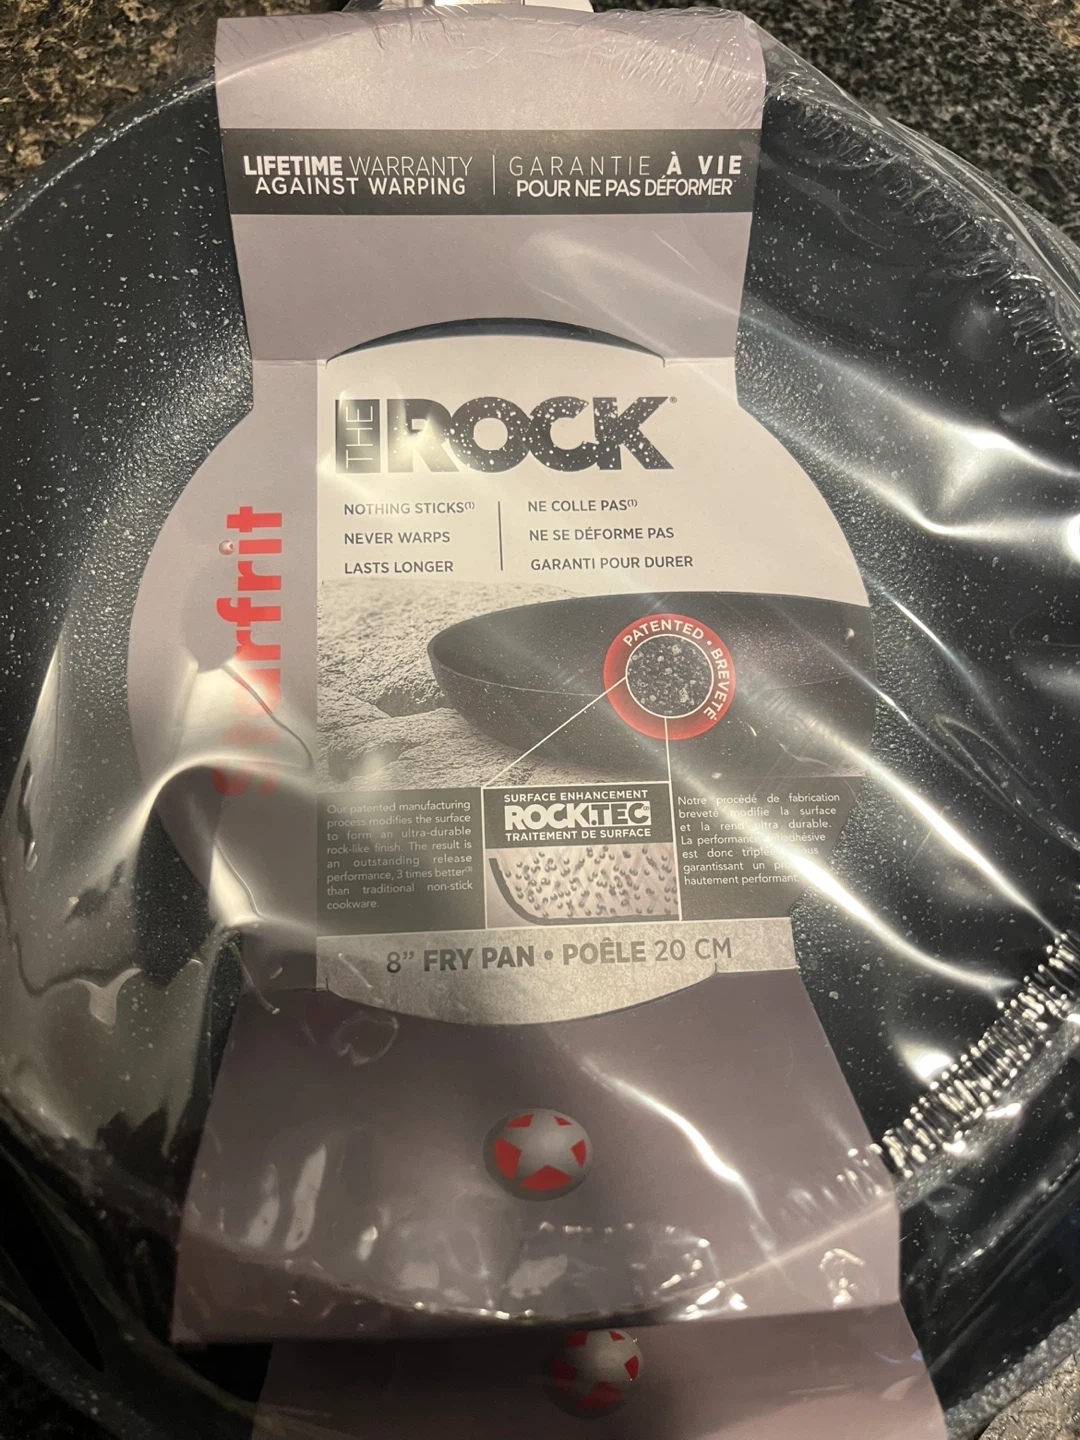 LIFETIME WARRANTY
AGAINST WARPING
GARANTIE À VIE
POUR NE PAS DÉFORMER
THE ROCK®
NOTHING STICKS(1)
NEVER WARPS
LASTS LONGER
NE COLLE PAS(1)
NE SE DÉFORME PAS
GARANTI POUR DURER
starfrit
PATENTED • BREVETÉ
Our patented manufacturing
process modifies the surface
to form an ultra-durable
rock-like finish. The result is
an outstanding release
performance, 3 times better
than traditional non-stick
cookware.
SURFACE ENHANCEMENT
ROCK.TEC
TRAITEMENT DE SURFACE
Notre procédé de fabrication
breveté modifie la surface
et la rend ultra durable.
La performance
est donc
garantissant un
hautement performant.
8” FRY PAN • POÊLE 20 CM